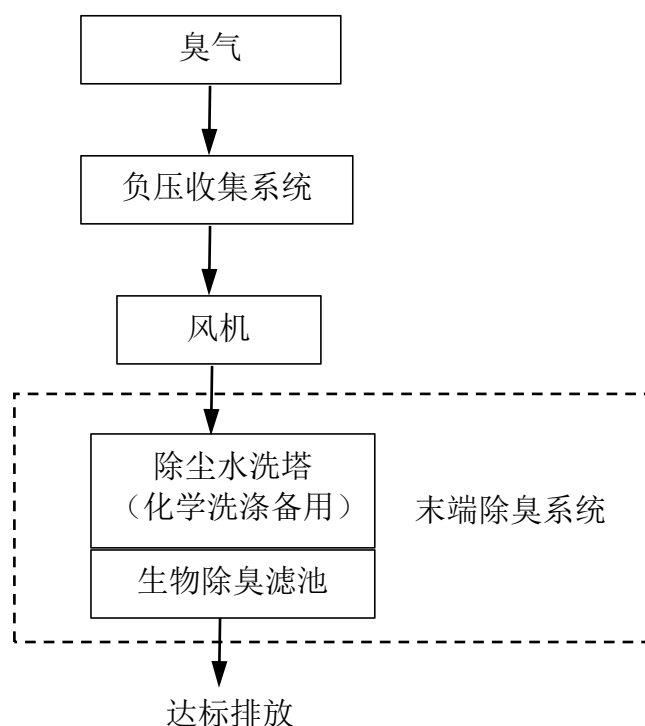 臭气
负压收集系统
风机
除尘水洗塔
（化学洗涤备用）
末端除臭系统
生物除臭滤池
达标排放